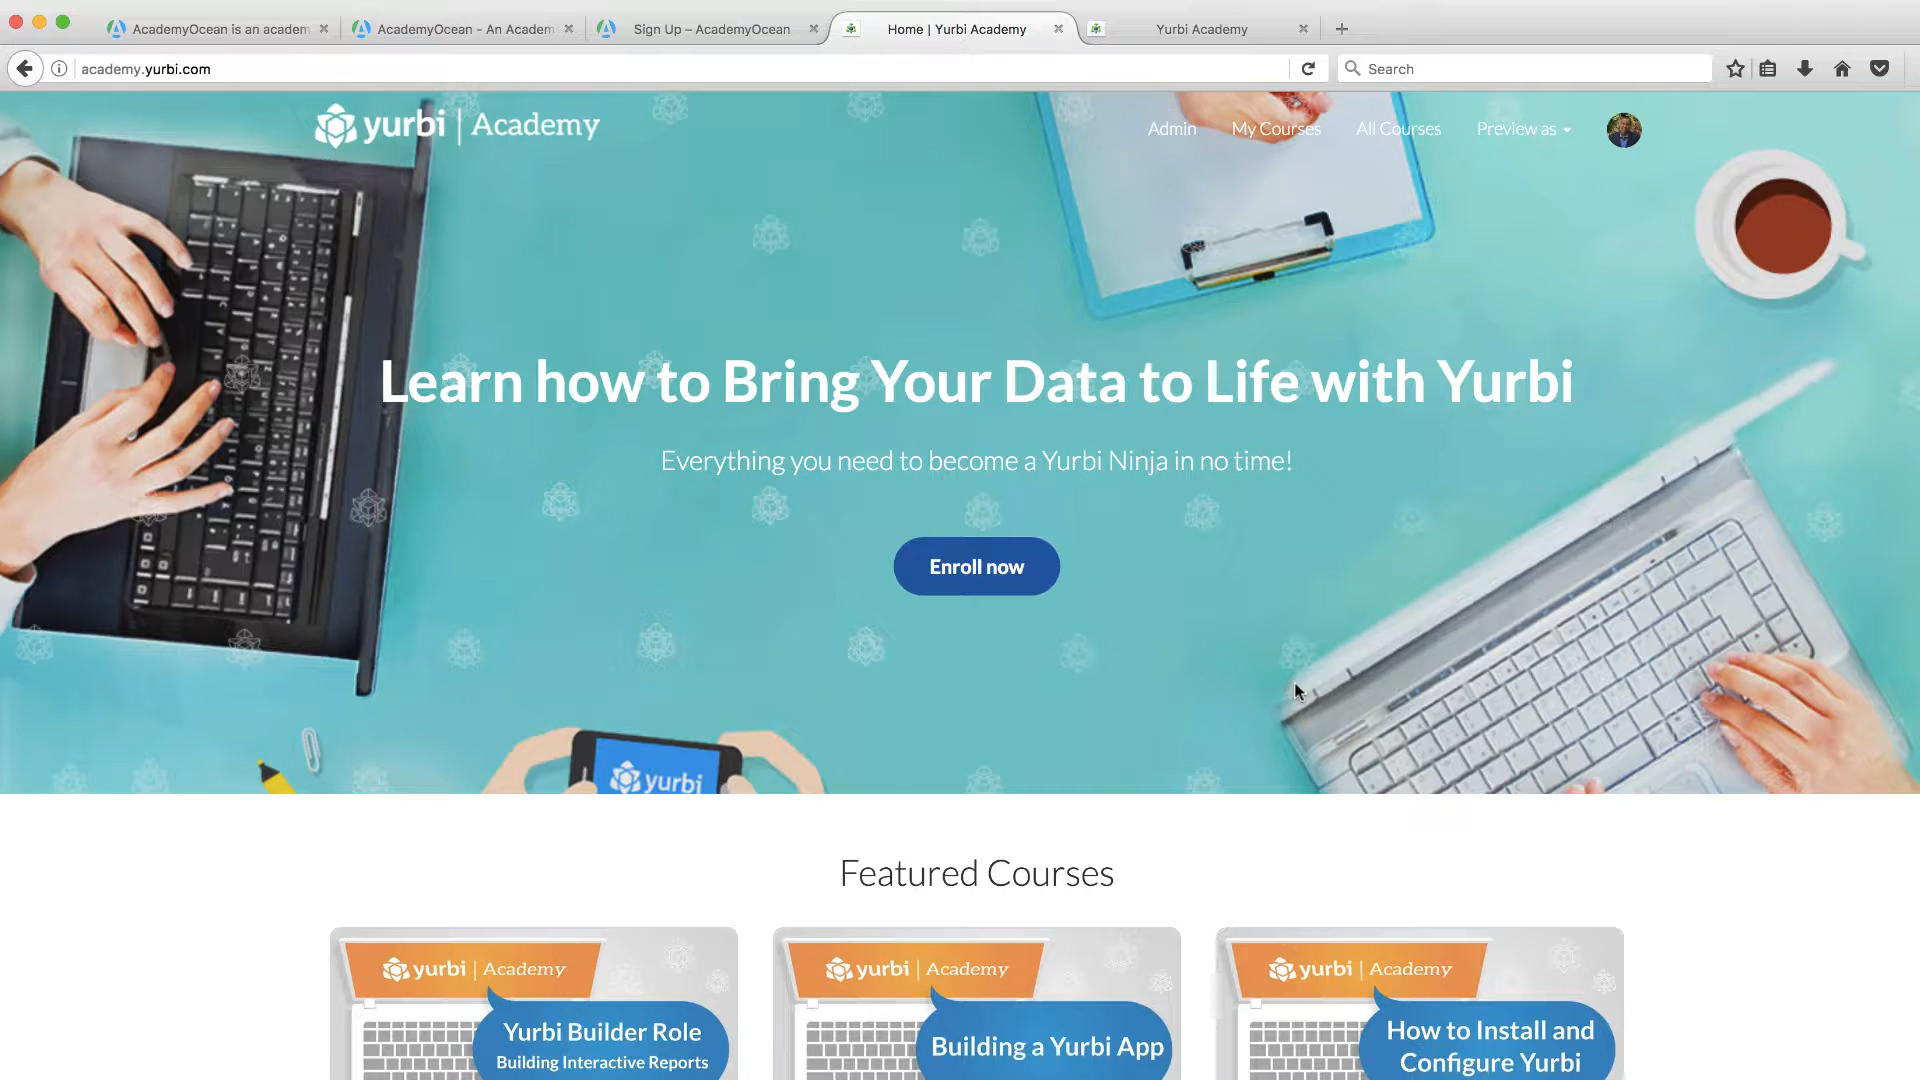 AcademyOcean is an academ
AcademyOcean - An Academ
Sign Up – AcademyOcean
Home | Yurbi Academy
Yurbi Academy
academy.yurbi.com
Search
yurbi | Academy
Admin
My Courses
All Courses
Preview as
Learn how to Bring Your Data to Life with Yurbi
Everything you need to become a Yurbi Ninja in no time!
Enroll now
yurbi
Featured Courses
yurbi | Academy
Yurbi Builder Role
Building Interactive Reports
yurbi | Academy
Building a Yurbi App
yurbi | Academy
How to Install and
Configure Yurbi